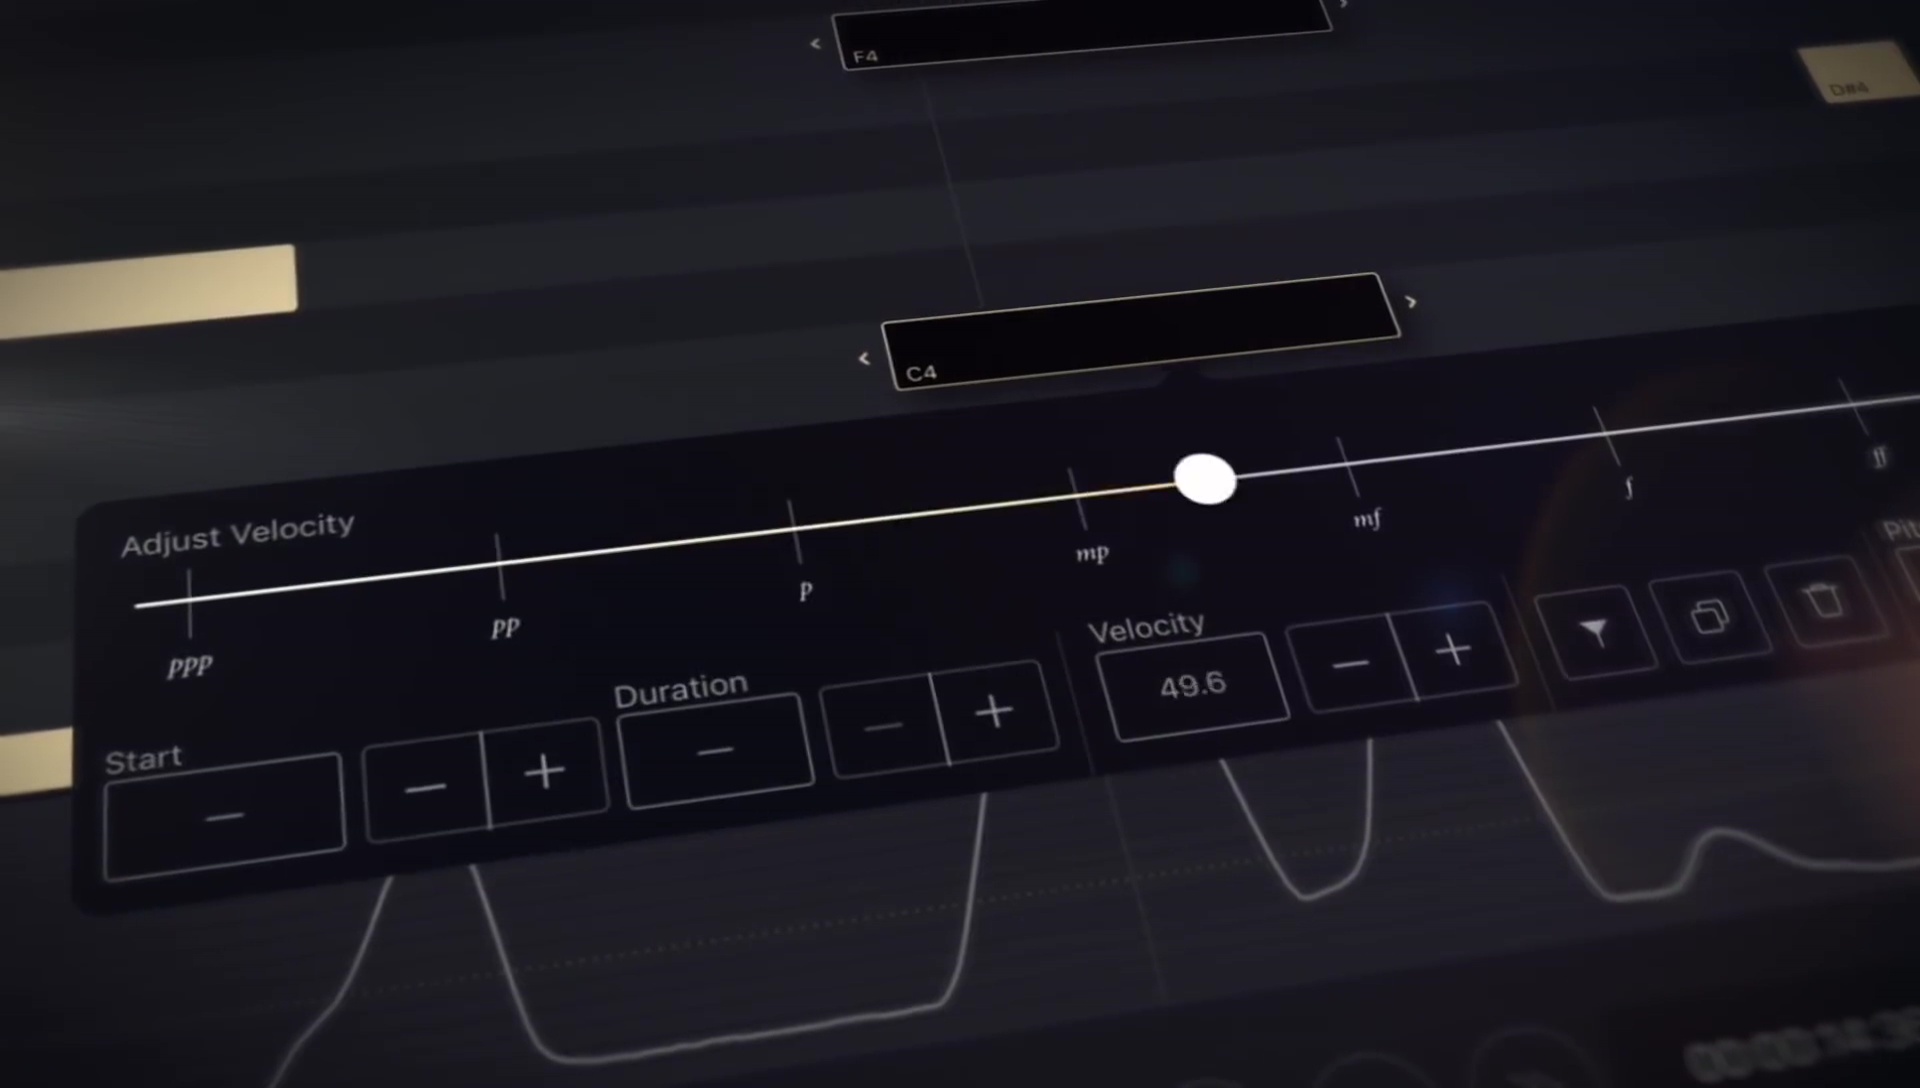 F4
D#4
C4
Adjust Velocity
ppp
pp
p
mp
mf
f
ff
Start
–
– +
Duration
–
– +
Velocity
49.6
– +